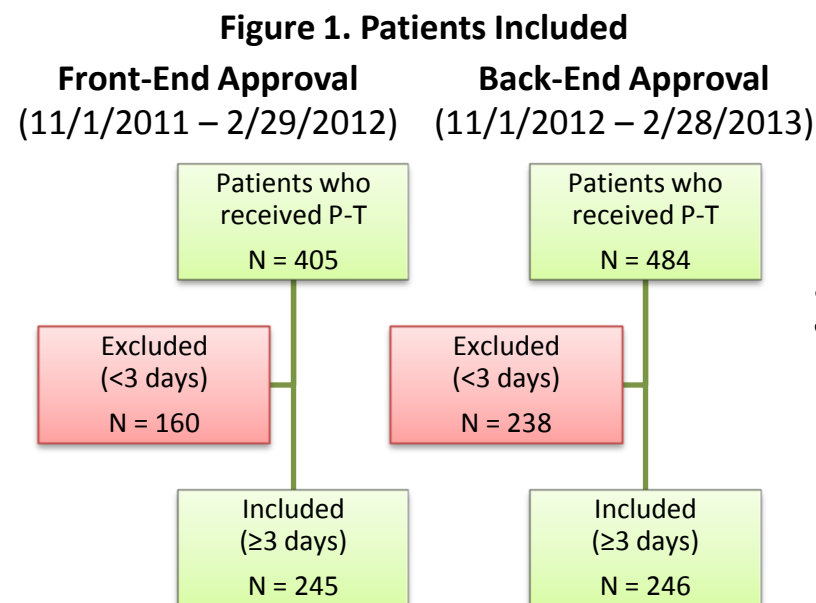 Figure 1. Patients Included
Front-End Approval
(11/1/2011 – 2/29/2012)
Patients who
received P-T
N = 405
Excluded
(<3 days)
N = 160
Included
(≥3 days)
N = 245
Back-End Approval
(11/1/2012 – 2/28/2013)
Patients who
received P-T
N = 484
Excluded
(<3 days)
N = 238
Included
(≥3 days)
N = 246